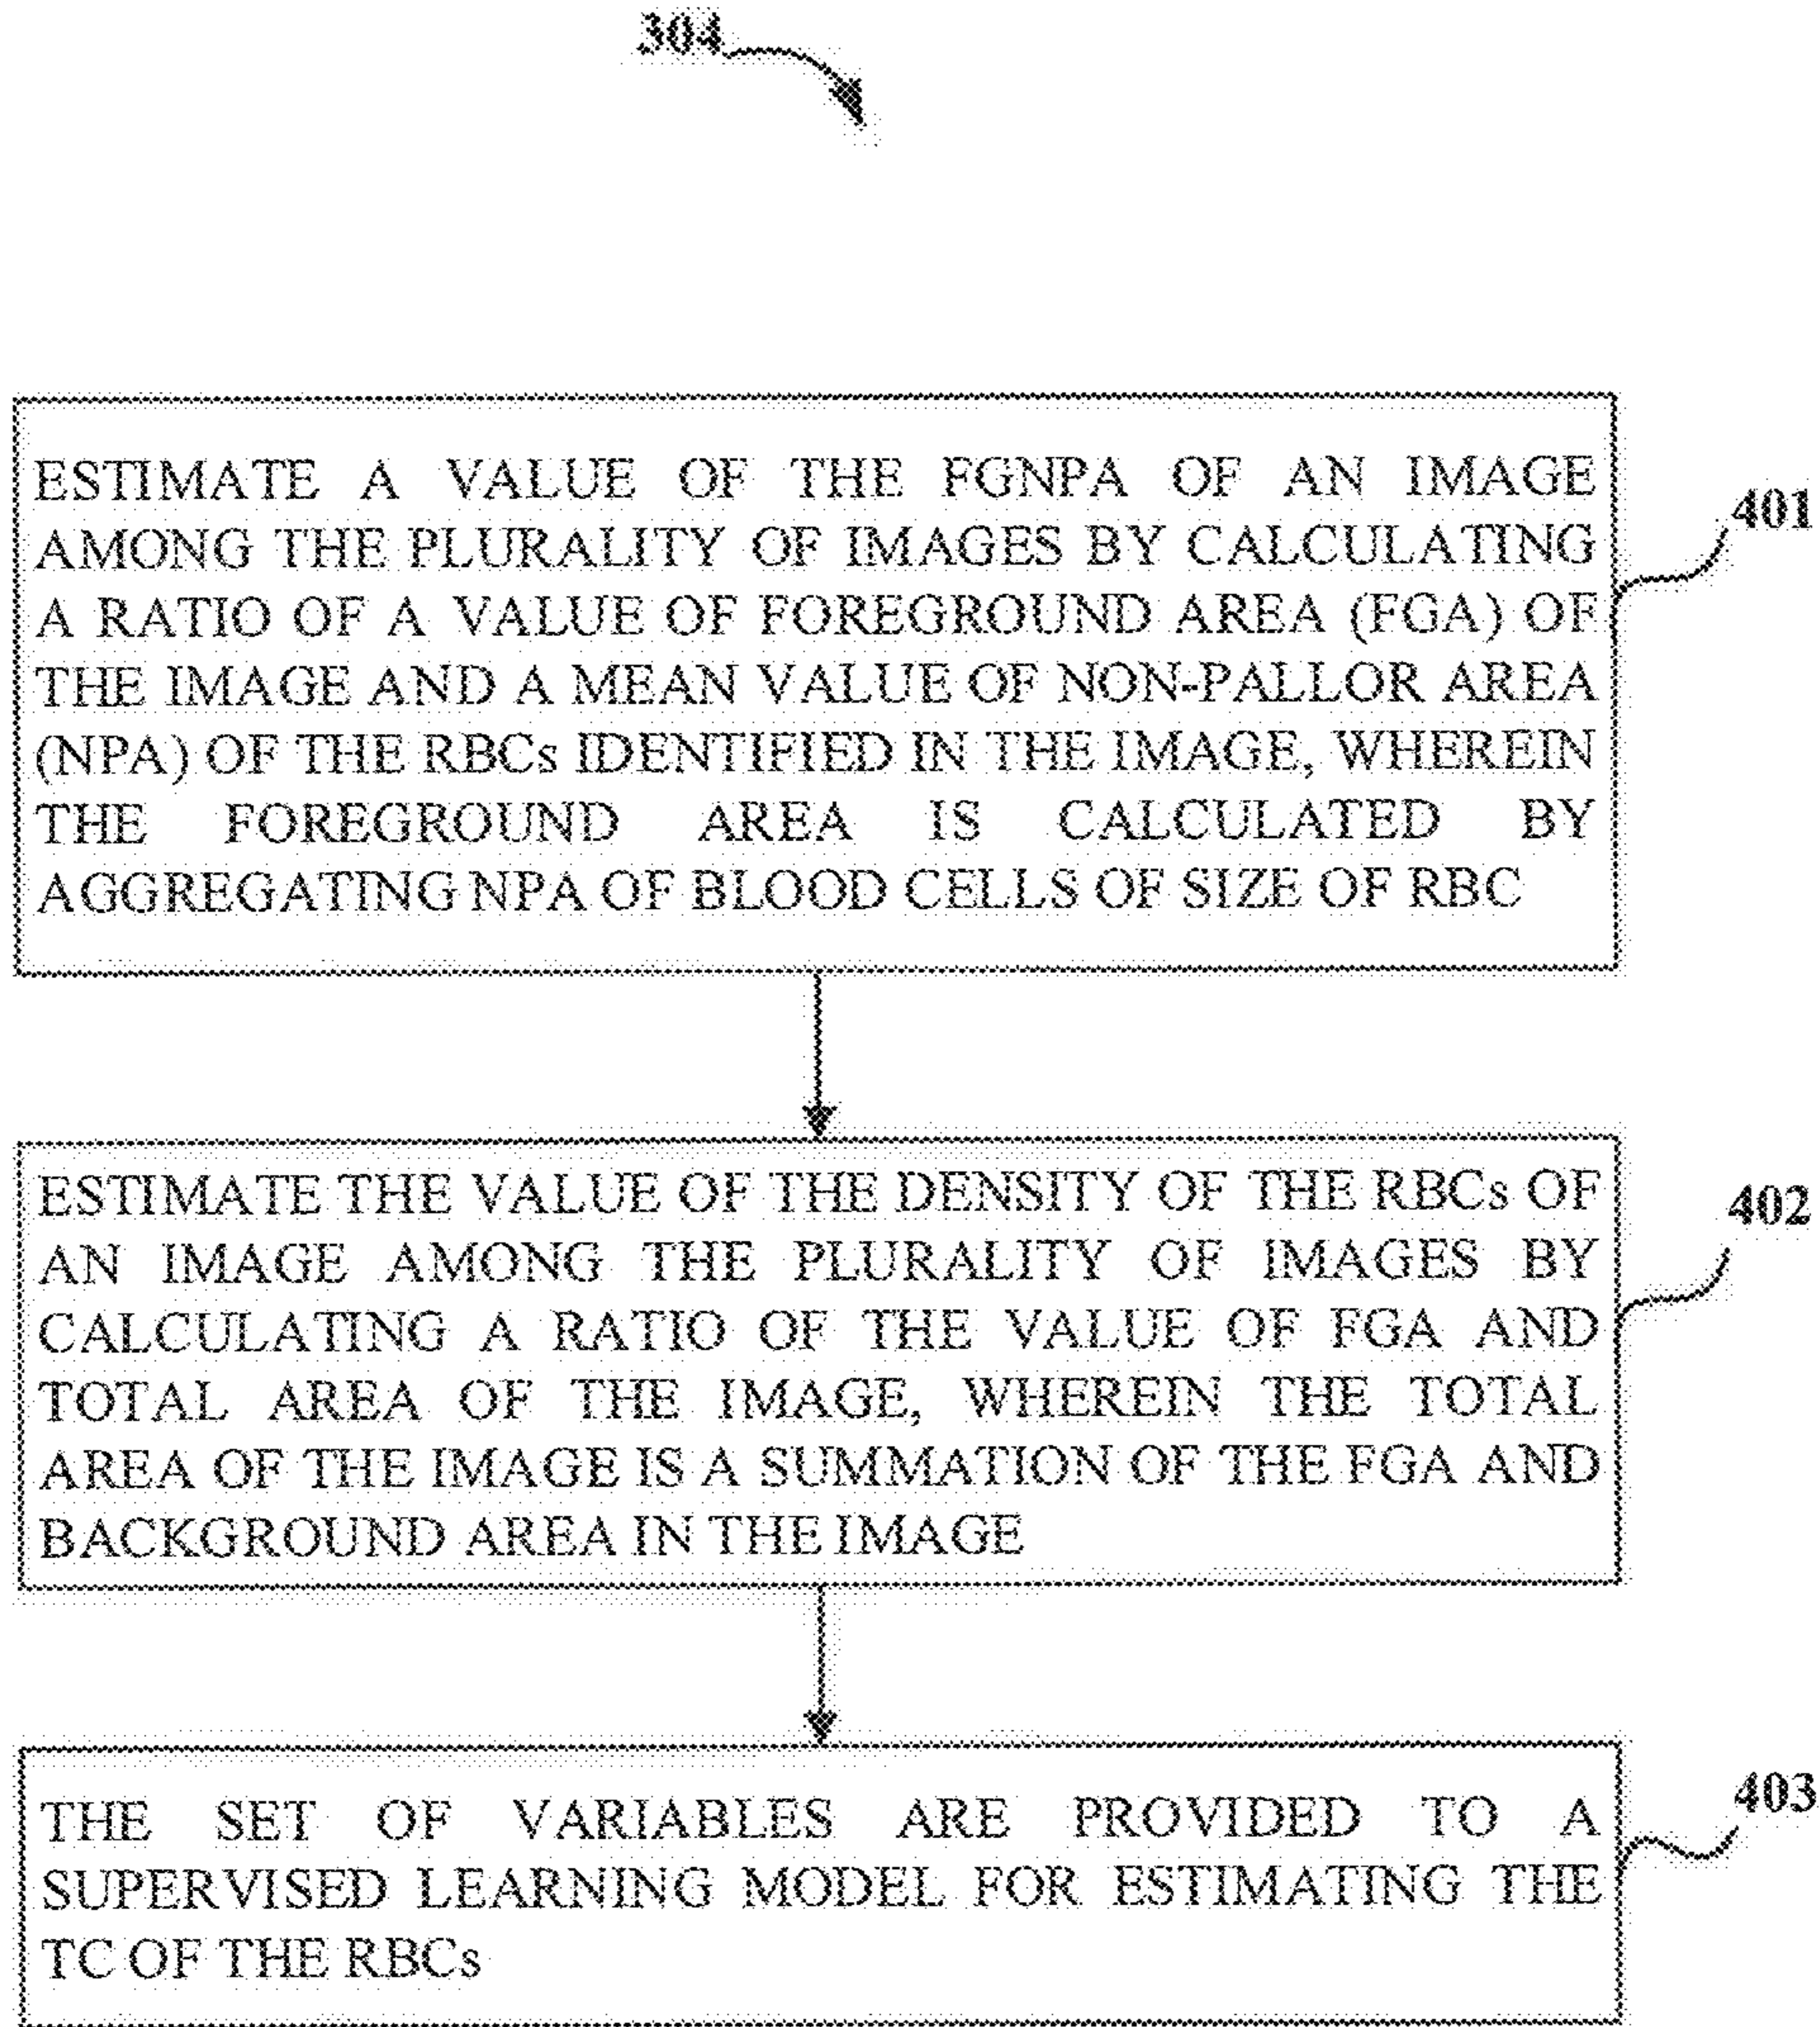 304
ESTIMATE A VALUE OF THE FGNPA OF AN IMAGE
AMONG THE PLURALITY OF IMAGES BY CALCULATING
A RATIO OF A VALUE OF FOREGROUND AREA (FGA) OF
THE IMAGE AND A MEAN VALUE OF NON-PALLOR AREA
(NPA) OF THE RBCs IDENTIFIED IN THE IMAGE, WHEREIN
THE FOREGROUND AREA IS CALCULATED BY
AGGREGATING NPA OF BLOOD CELLS OF SIZE OF RBC
401
ESTIMATE THE VALUE OF THE DENSITY OF THE RBCs OF
AN IMAGE AMONG THE PLURALITY OF IMAGES BY
CALCULATING A RATIO OF THE VALUE OF FGA AND
TOTAL AREA OF THE IMAGE, WHEREIN THE TOTAL
AREA OF THE IMAGE IS A SUMMATION OF THE FGA AND
BACKGROUND AREA IN THE IMAGE
402
THE SET OF VARIABLES ARE PROVIDED TO A
SUPERVISED LEARNING MODEL FOR ESTIMATING THE
TC OF THE RBCs
403